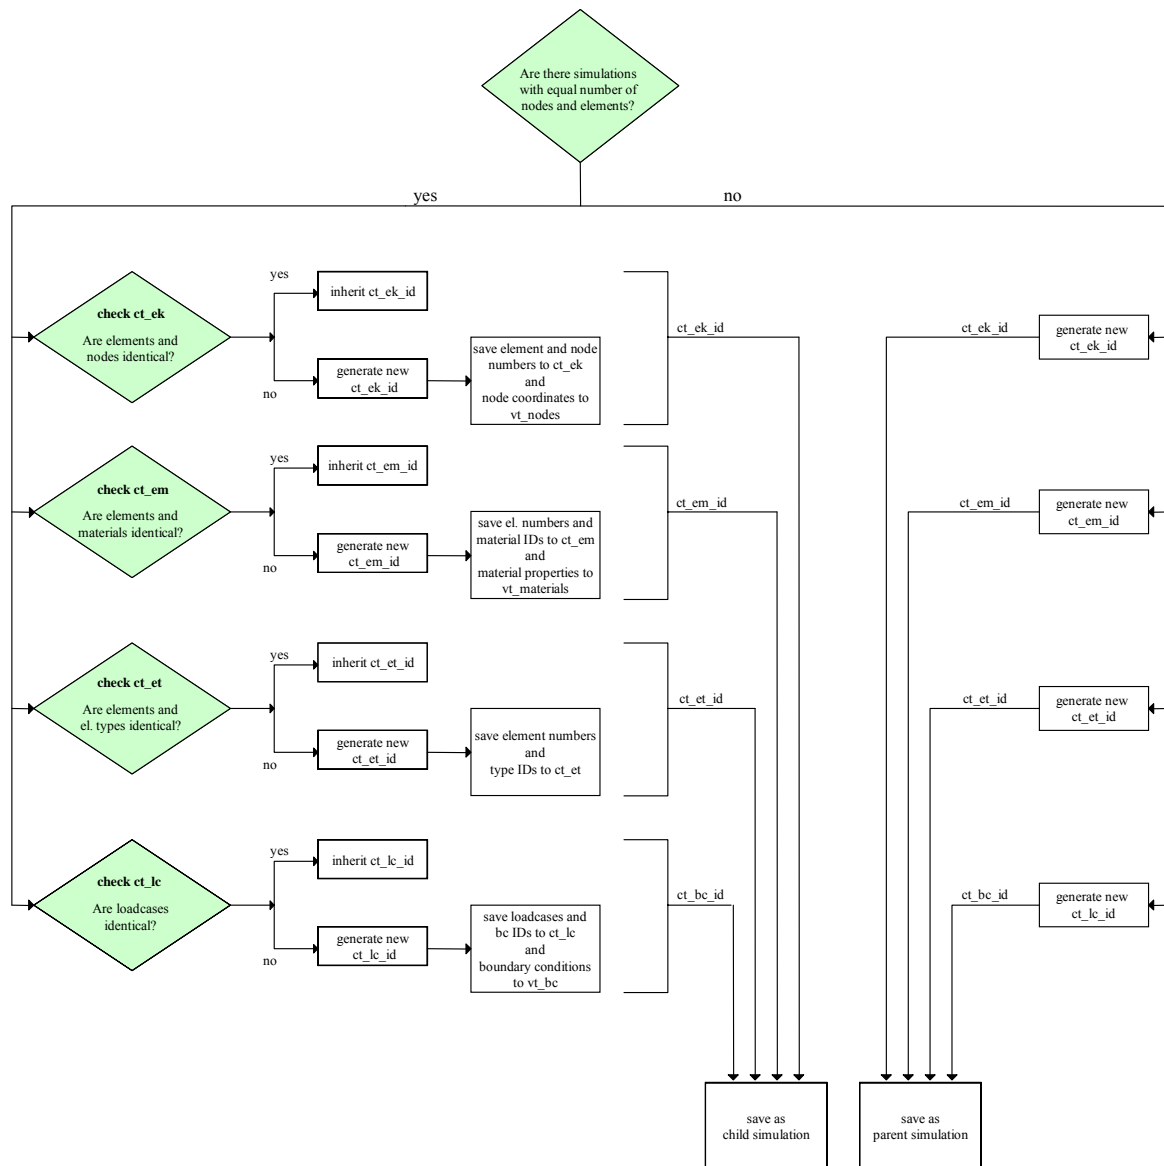 Are there simulations
with equal number of
nodes and elements?
yes
no
check ct_ek
Are elements and
nodes identical?
yes
inherit ct_ek_id
no
generate new
ct_ek_id
save element and node
numbers to ct_ek
and
node coordinates to
vt_nodes
ct_ek_id
ct_ek_id
generate new
ct_ek_id
check ct_em
Are elements and
materials identical?
yes
inherit ct_em_id
no
generate new
ct_em_id
save el. numbers and
material IDs to ct_em
and
material properties to
vt_materials
ct_em_id
ct_em_id
generate new
ct_em_id
check ct_et
Are elements and
el. types identical?
yes
inherit ct_et_id
no
generate new
ct_et_id
save element numbers
and
type IDs to ct_et
ct_et_id
ct_et_id
generate new
ct_et_id
check ct_lc
Are loadcases
identical?
yes
inherit ct_lc_id
no
generate new
ct_lc_id
save loadcases and
bc IDs to ct_lc
and
boundary conditions
to vt_bc
ct_bc_id
ct_bc_id
generate new
ct_lc_id
save as
child simulation
save as
parent simulation